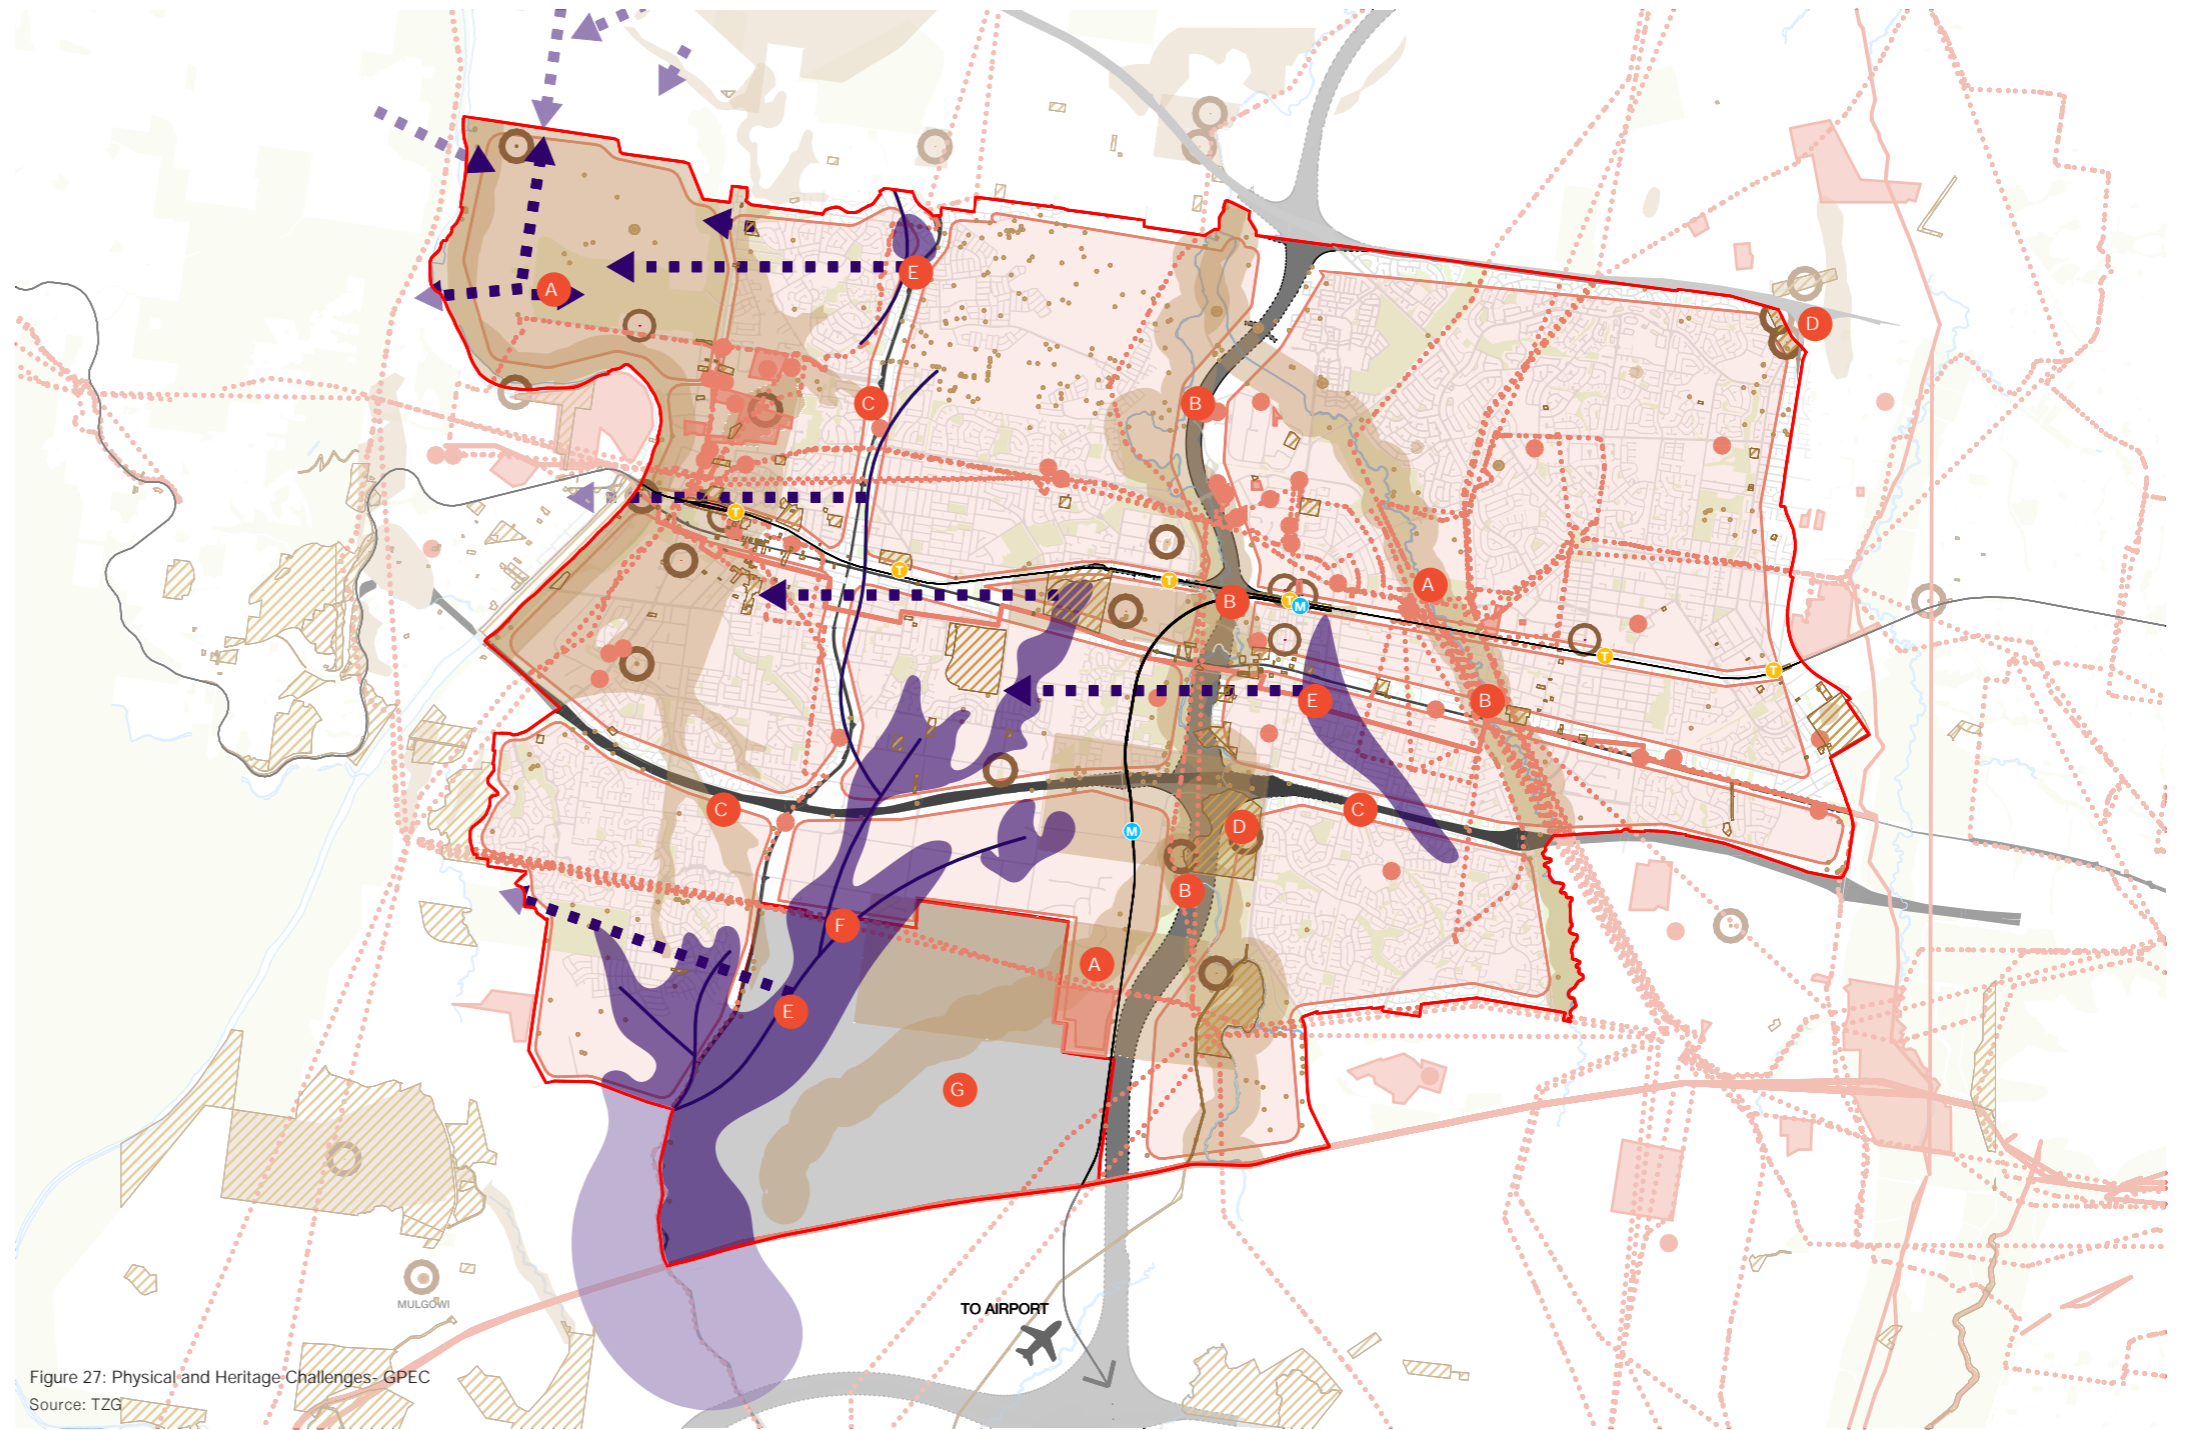 E
A
D
C
B
T
T
T
A
B
T
M
T
T
E
B
C
D
C
M
B
F
A
E
G
MULGOWI
TO AIRPORT
Figure 27: Physical and Heritage Challenges- GPEC
Source: TZG